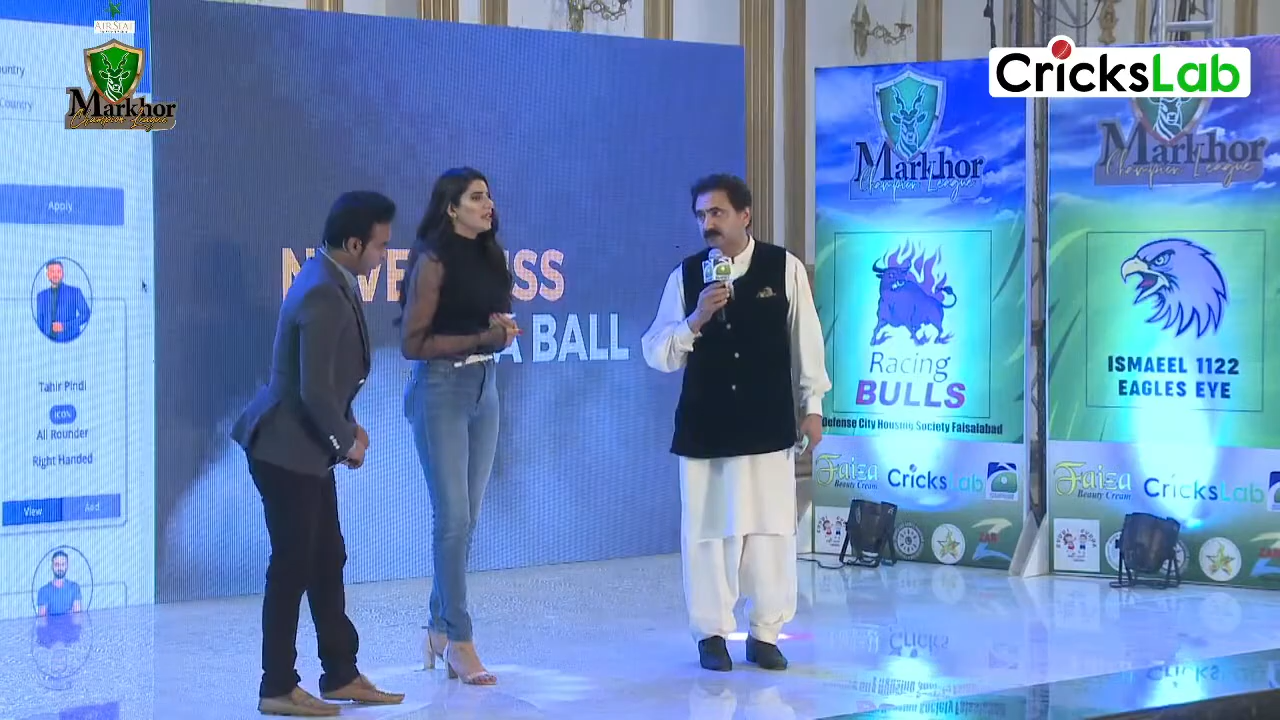 AIRSIAL
Markhor
Champion League
Country
Country
Apply
Tahir Pindi
ICON
All Rounder
Right Handed
View
Add
BALL
CricksLab
Markhor
Champion League
Racing
BULLS
Defense City Housing Society Faisalabad
Faiza
Beauty Cream
CricksLab
Markhor
Champion League
ISMAEEL 1122
EAGLES EYE
Faiza
Beauty Cream
CricksLab